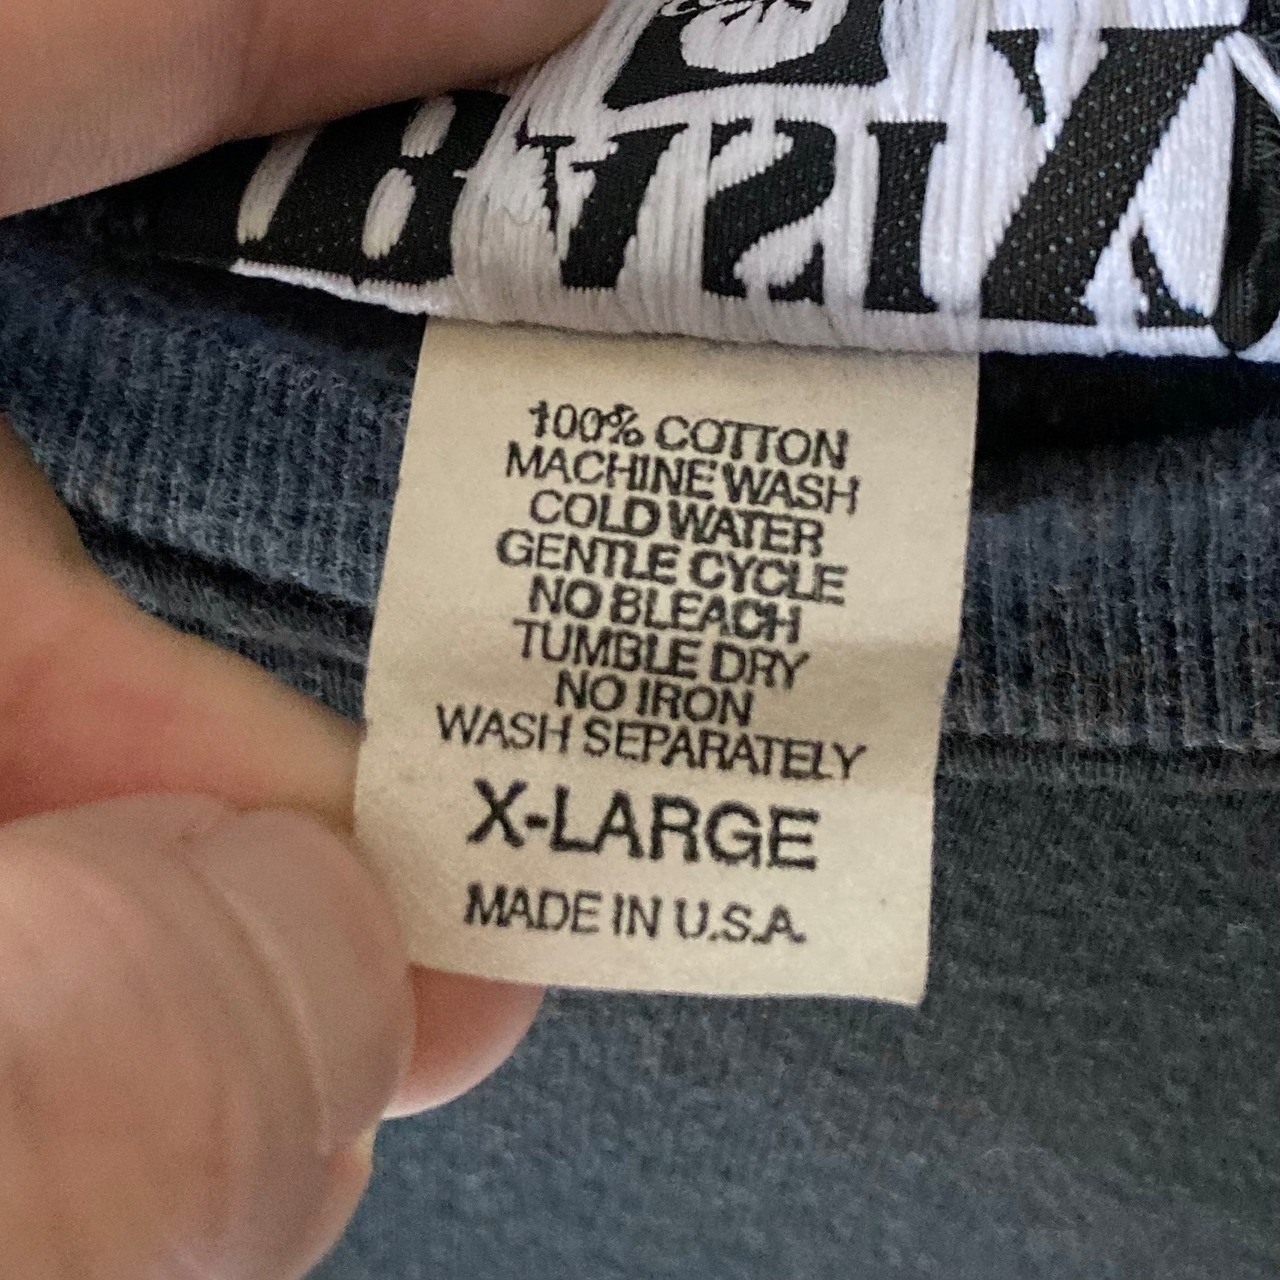 100% COTTON
MACHINE WASH
COLD WATER
GENTLE CYCLE
NO BLEACH
TUMBLE DRY
NO IRON
WASH SEPARATELY
X-LARGE
MADE IN U.S.A.